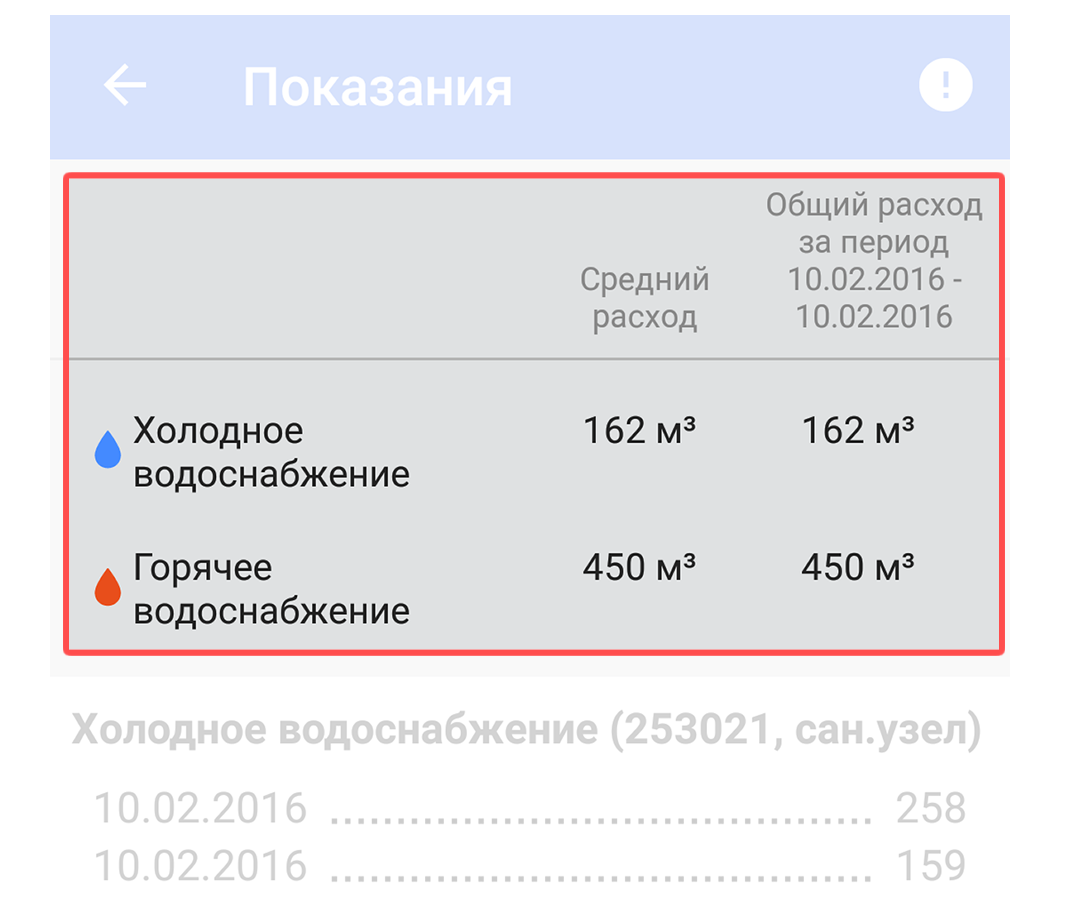 Показания
Общий расход
за период
10.02.2016 -
10.02.2016
Средний
расход
Холодное
водоснабжение
162 м³ 162 м³
Горячее
водоснабжение
450 м³ 450 м³
Холодное водоснабжение (253021, сан.узел)
10.02.2016 ........................................ 258
10.02.2016 ........................................ 159